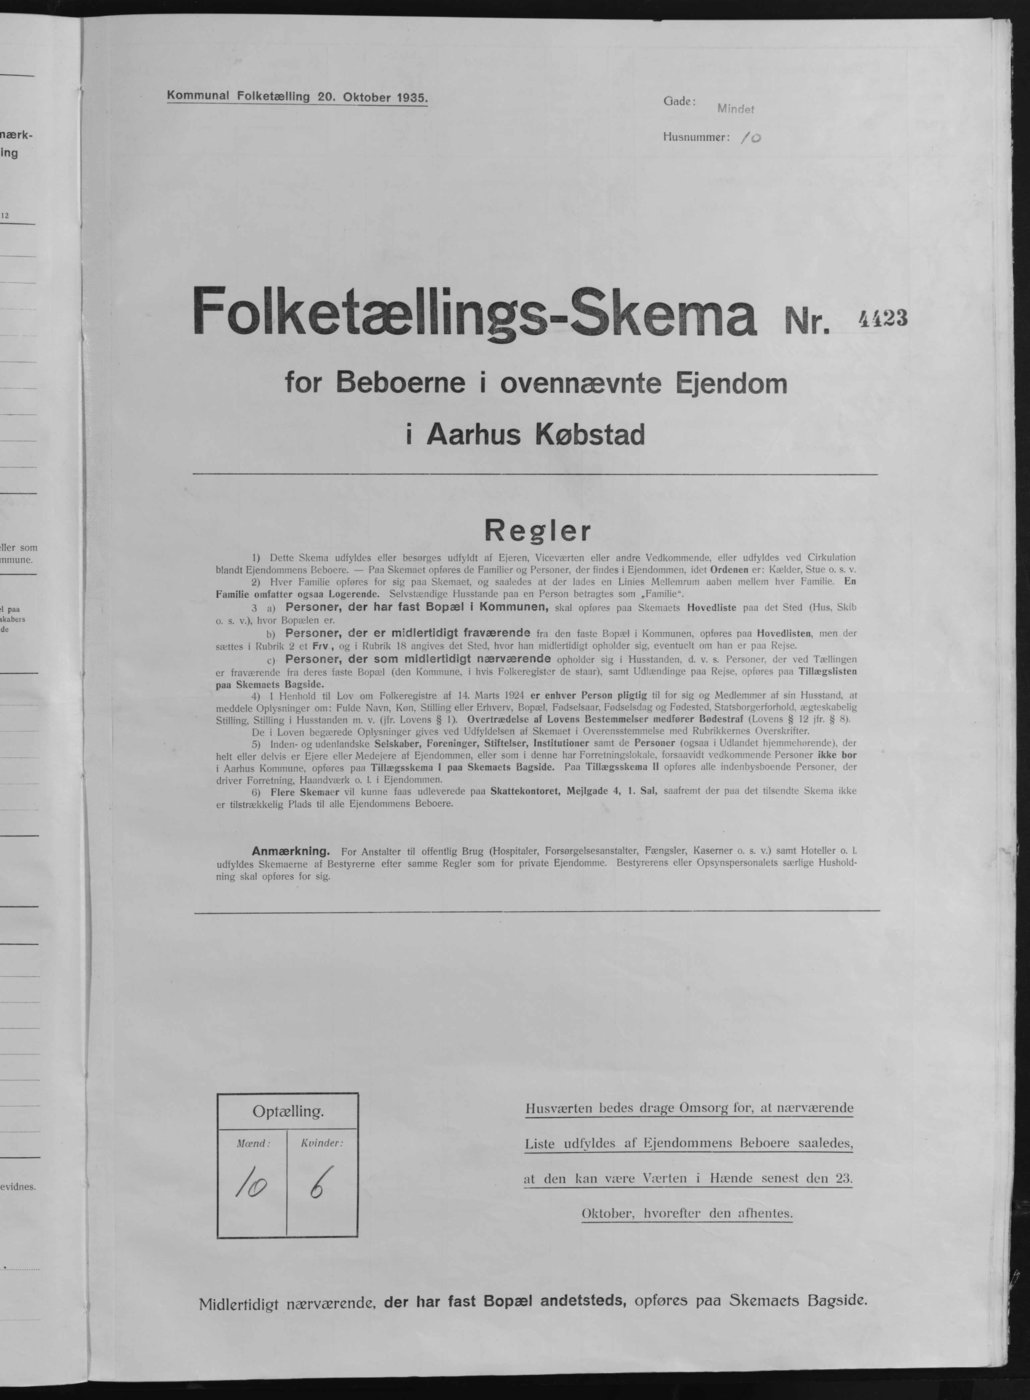 Kommunal Folketælling 20. Oktober 1935.
Gade: Mindet
Husnummer: 10
Folketællings-Skema Nr. 4423
for Beboerne i ovennævnte Ejendom
i Aarhus Købstad
Regler
1) Dette Skema udfyldes eller besørges udfyldt af Ejeren, Viceværten eller andre Vedkommende, eller udfyldes ved Cirkulation
blandt Ejendommens Beboere. — Paa Skemaet opføres de Familier og Personer, der findes i Ejendommen, idet Ordenen er: Kælder, Stue o. s. v.
2) Hver Familie opføres for sig paa Skemaet, og saaledes at der lades en Linies Mellemrum aaben mellem hver Familie. En
Familie omfatter ogsaa Logerende. Selvstændige Husstande paa en Person betragtes som „Familie“.
3 a) Personer, der har fast Bopæl i Kommunen, skal opføres paa Skemaets Hovedliste paa det Sted (Hus, Skib
o. s. v.), hvor Bopælen er.
b) Personer, der er midlertidigt fraværende fra den faste Bopæl i Kommunen, opføres paa Hovedlisten, men der
sættes i Rubrik 2 et Frv, og i Rubrik 18 angives det Sted, hvor han midlertidigt opholder sig, eventuelt om han er paa Rejse.
c) Personer, der som midlertidigt nærværende opholder sig i Husstanden, d. v. s. Personer, der ved Tællingen
er fraværende fra deres faste Bopæl (den Kommune, i hvis Folkeregister de staar), samt Udlændinge paa Rejse, opføres paa Tillægslisten
paa Skemaets Bagside.
4) I Henhold til Lov om Folkeregistre af 14. Marts 1924 er enhver Person pligtig til for sig og Medlemmer af sin Husstand, at
meddele Oplysninger om: Fulde Navn, Køn, Stilling eller Erhverv, Bopæl, Fødselsaar, Fødselsdag og Fødested, Statsborgerforhold, ægteskabelig
Stilling, Stilling i Husstanden m. v. (jfr. Lovens § 1). Overtrædelse af Lovens Bestemmelser medfører Bødestraf (Lovens § 12 jfr. § 8).
De i Loven begærede Oplysninger gives ved Udfyldelsen af Skemaet i Overensstemmelse med Rubrikkernes Overskrifter.
5) Inden- og udenlandske Selskaber, Foreninger, Stiftelser, Institutioner samt de Personer (ogsaa i Udlandet hjemmehørende), der
helt eller delvis er Ejere eller Medejere af Ejendommen, eller som i denne har Forretningslokale, forsaavidt vedkommende Personer ikke bor
i Aarhus Kommune, opføres paa Tillægsskema I paa Skemaets Bagside. Paa Tillægsskema II opføres alle indenbysboende Personer, der
driver Forretning, Haandværk o. l. i Ejendommen.
6) Flere Skemaer vil kunne faas udleverede paa Skattekontoret, Mejlgade 4, 1. Sal, saafremt der paa det tilsendte Skema ikke
er tilstrækkelig Plads til alle Ejendommens Beboere.
Anmærkning. For Anstalter til offentlig Brug (Hospitaler, Forsørgelsesanstalter, Fængsler, Kaserner o. s. v.) samt Hoteller o. l.
udfyldes Skemaerne af Bestyrerne efter samme Regler som for private Ejendomme. Bestyrerens eller Opsynspersonalets særlige Hushold-
ning skal opføres for sig.
Optælling.
Mænd: Kvinder:
10 6
Husværten bedes drage Omsorg for, at nærværende
Liste udfyldes af Ejendommens Beboere saaledes,
at den kan være Værten i Hænde senest den 23.
Oktober, hvorefter den afhentes.
Midlertidigt nærværende, der har fast Bopæl andetsteds, opføres paa Skemaets Bagside.
mærk-
ing
12
eller som
mmune.
el paa
skabers
de
evidnes.